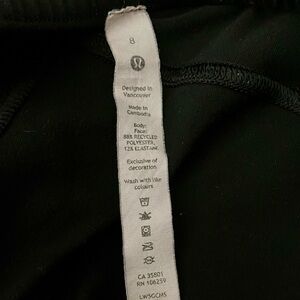 8
Designed in
Vancouver
Made in
Cambodia
Body:
Face:
88% RECYCLED
POLYESTER,
12% ELASTANE
Exclusive of
decoration
Wash with like
colours
CA 35801
RN 106259
LW5GCMS